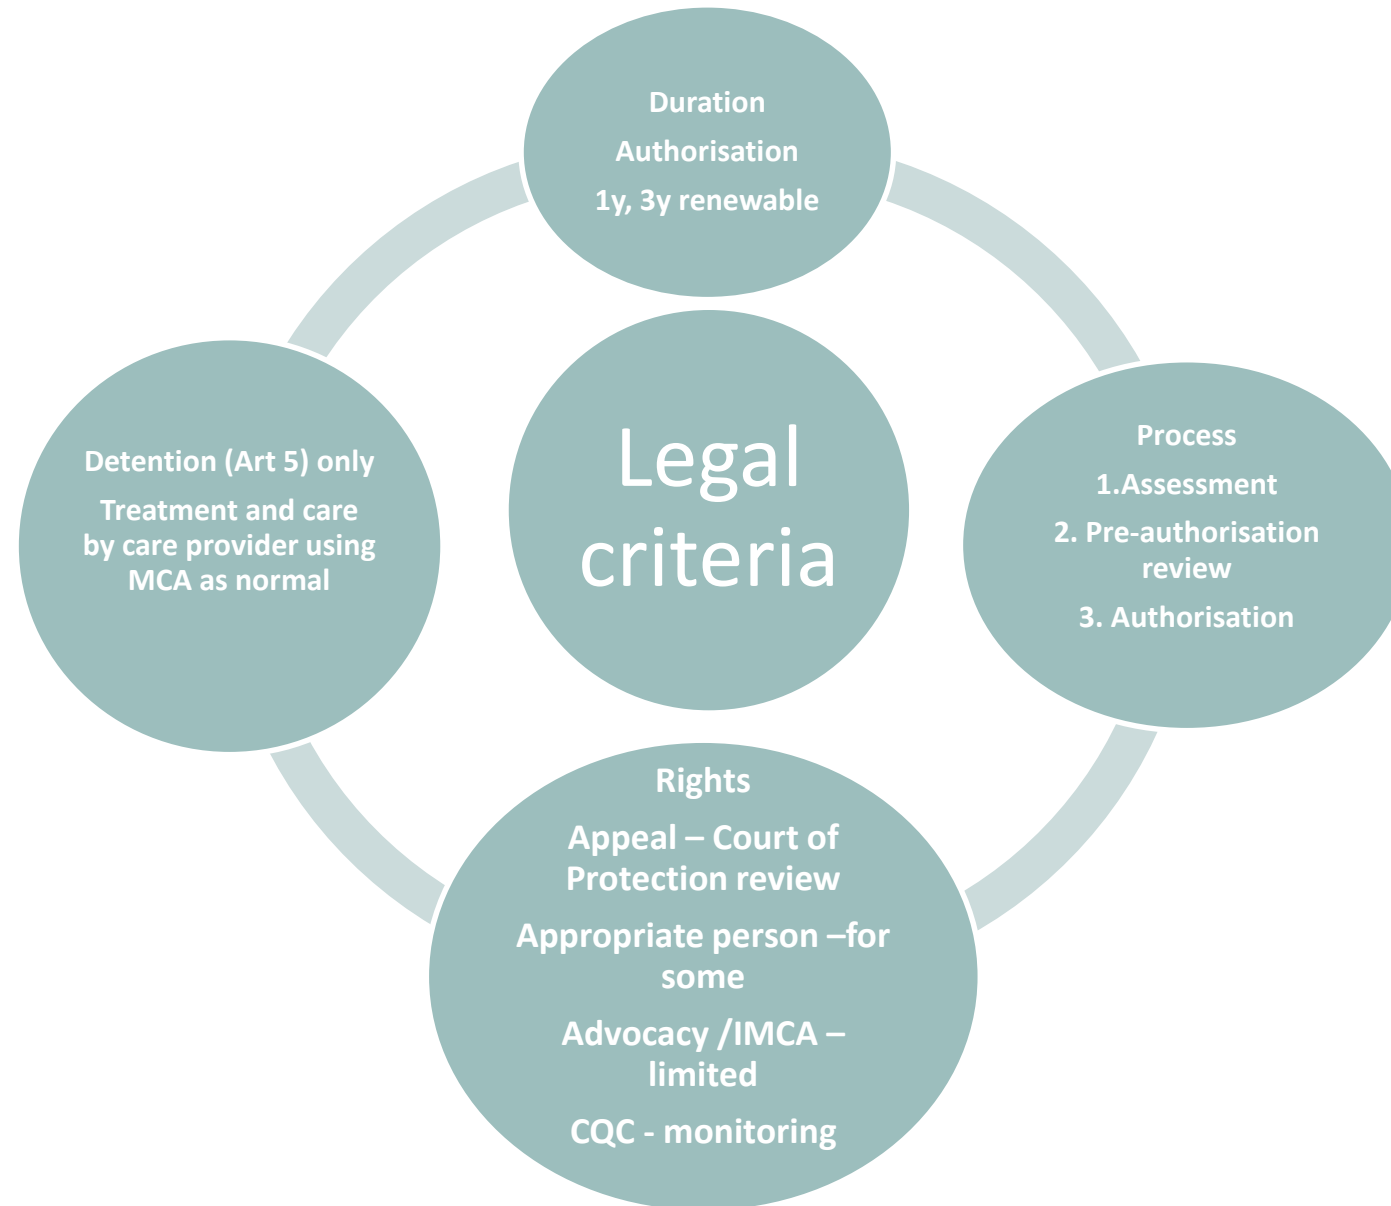 Duration
Authorisation
1y, 3y renewable
Legal
criteria
Detention (Art 5) only
Treatment and care
by care provider using
MCA as normal
Process
1.Assessment
2. Pre-authorisation
review
3. Authorisation
Rights
Appeal – Court of
Protection review
Appropriate person –for
some
Advocacy /IMCA –
limited
CQC - monitoring